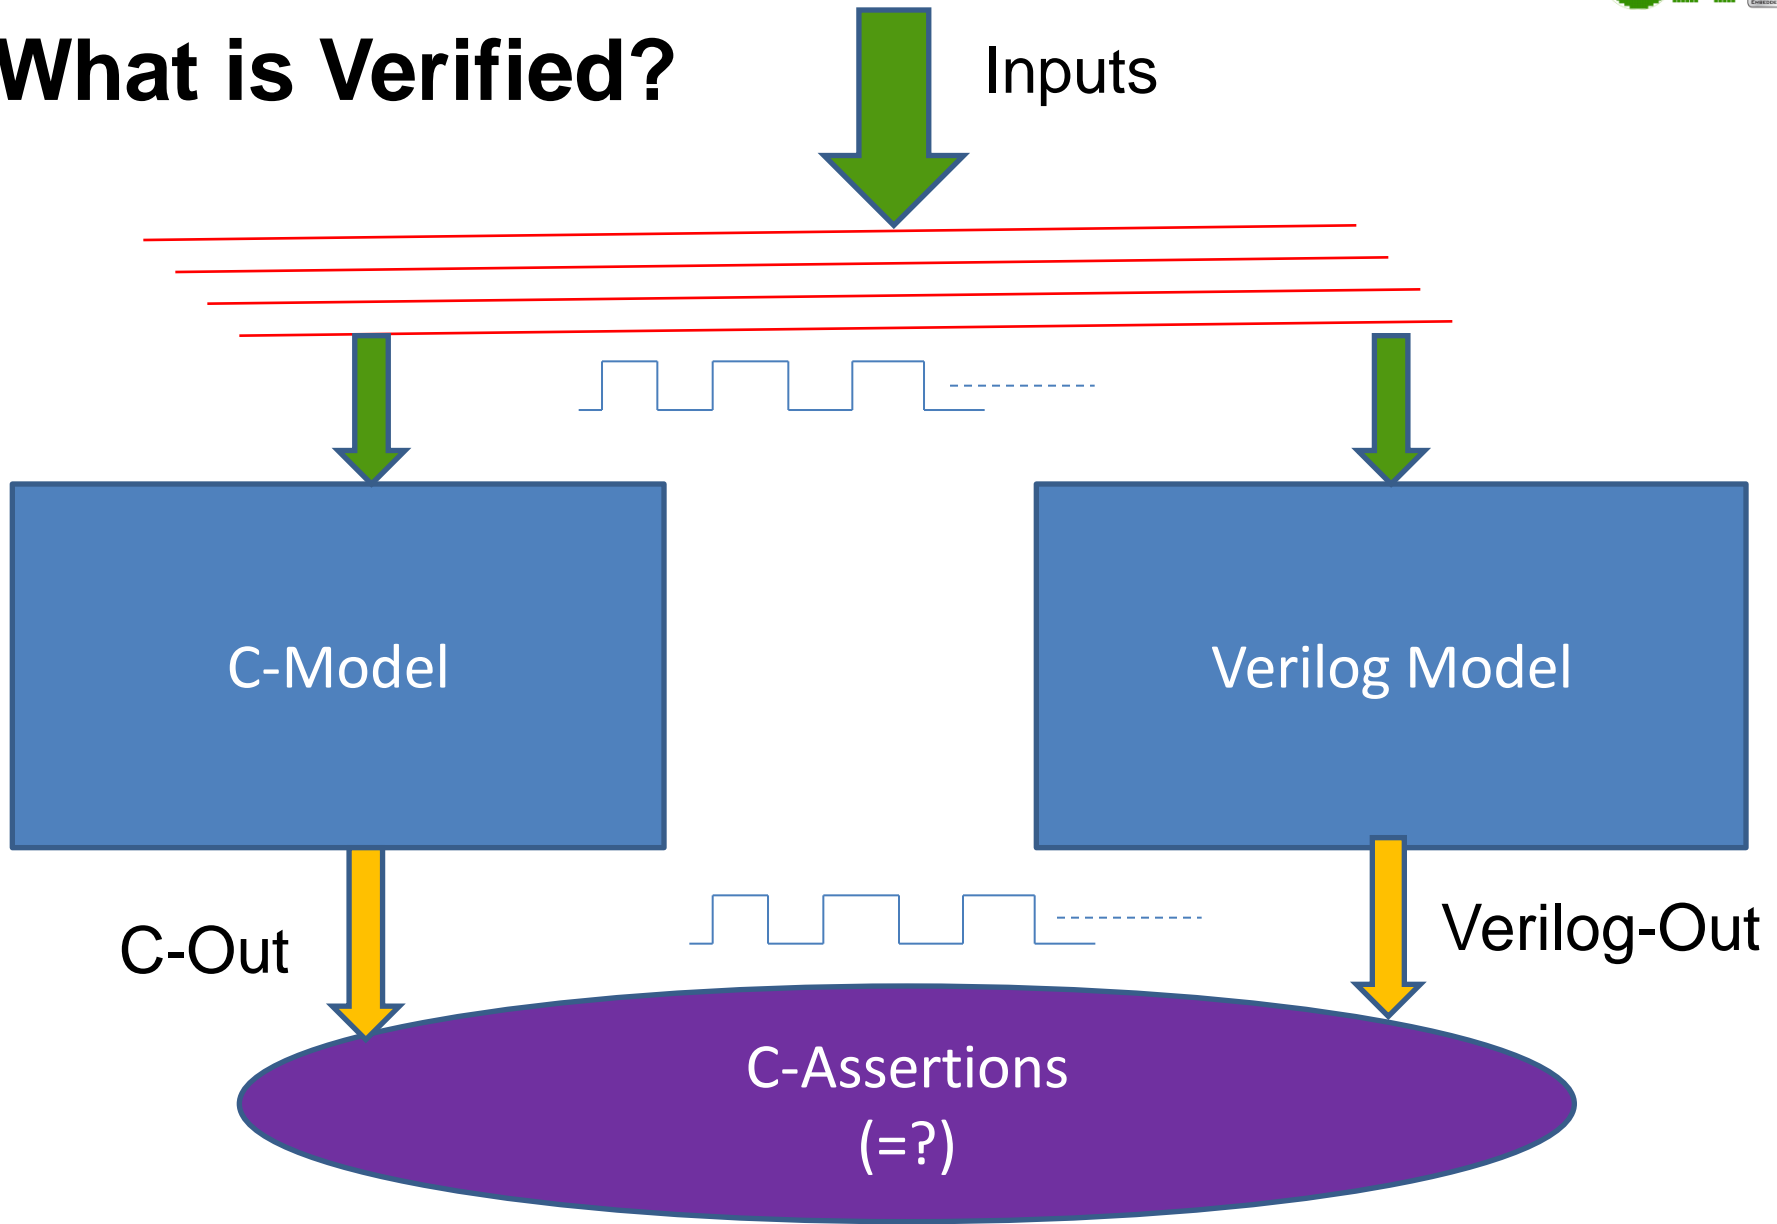 What is Verified?
Inputs
C-Model
Verilog Model
C-Out
Verilog-Out
C-Assertions
(=?)